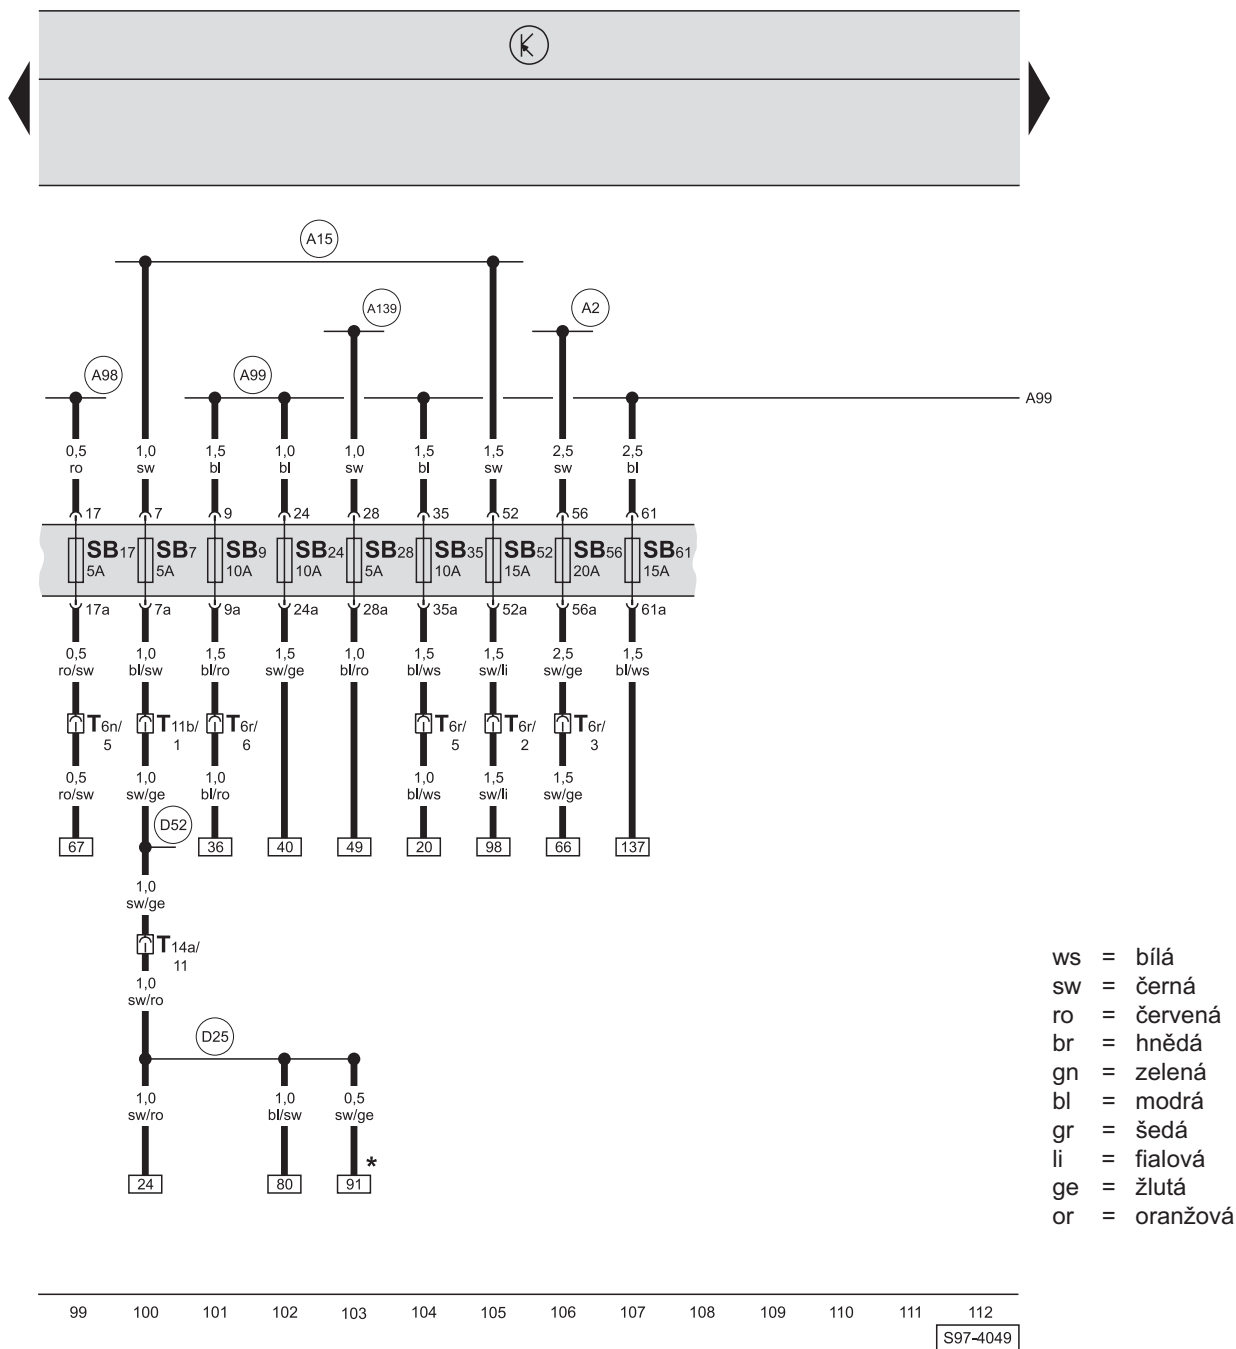 A15
A139
A2
A98
A99
A99
0,5 1,0 1,5 1,0 1,0 1,5 1,5 2,5 2,5
ro sw bl bl sw bl sw sw bl
17 7 9 24 28 35 52 56 61
SB17 SB7 SB9 SB24 SB28 SB35 SB52 SB56 SB61
5A 5A 10A 10A 5A 10A 15A 20A 15A
17a 7a 9a 24a 28a 35a 52a 56a 61a
0,5 1,0 1,5 1,5 1,0 1,5 1,5 2,5 1,5
ro/sw bl/sw bl/ro sw/ge bl/ro bl/ws sw/li sw/ge bl/ws
T6n/ T11b/ T6r/ T6r/ T6r/ T6r/
5 1 6 5 2 3
0,5 1,0 1,0 1,0 1,5 1,5
ro/sw sw/ge bl/ro bl/ws sw/li sw/ge
D52
67 36 40 49 20 98 66 137
1,0
sw/ge
T14a/
11
1,0
sw/ro
D25
1,0 1,0 0,5
sw/ro bl/sw sw/ge
*
24 80 91
ws = bílá
sw = černá
ro = červená
br = hnědá
gn = zelená
bl = modrá
gr = šedá
li = fialová
ge = žlutá
or = oranžová
99 100 101 102 103 104 105 106 107 108 109 110 111 112
S97-4049